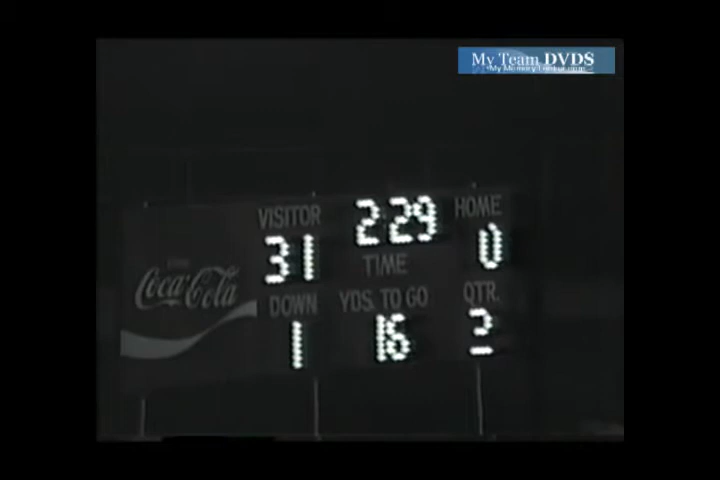 My Team DVDS
VISITOR 2 29 HOME
31 TIME 0
DOWN YDS. TO GO QTR.
Coca-Cola
1 16 2